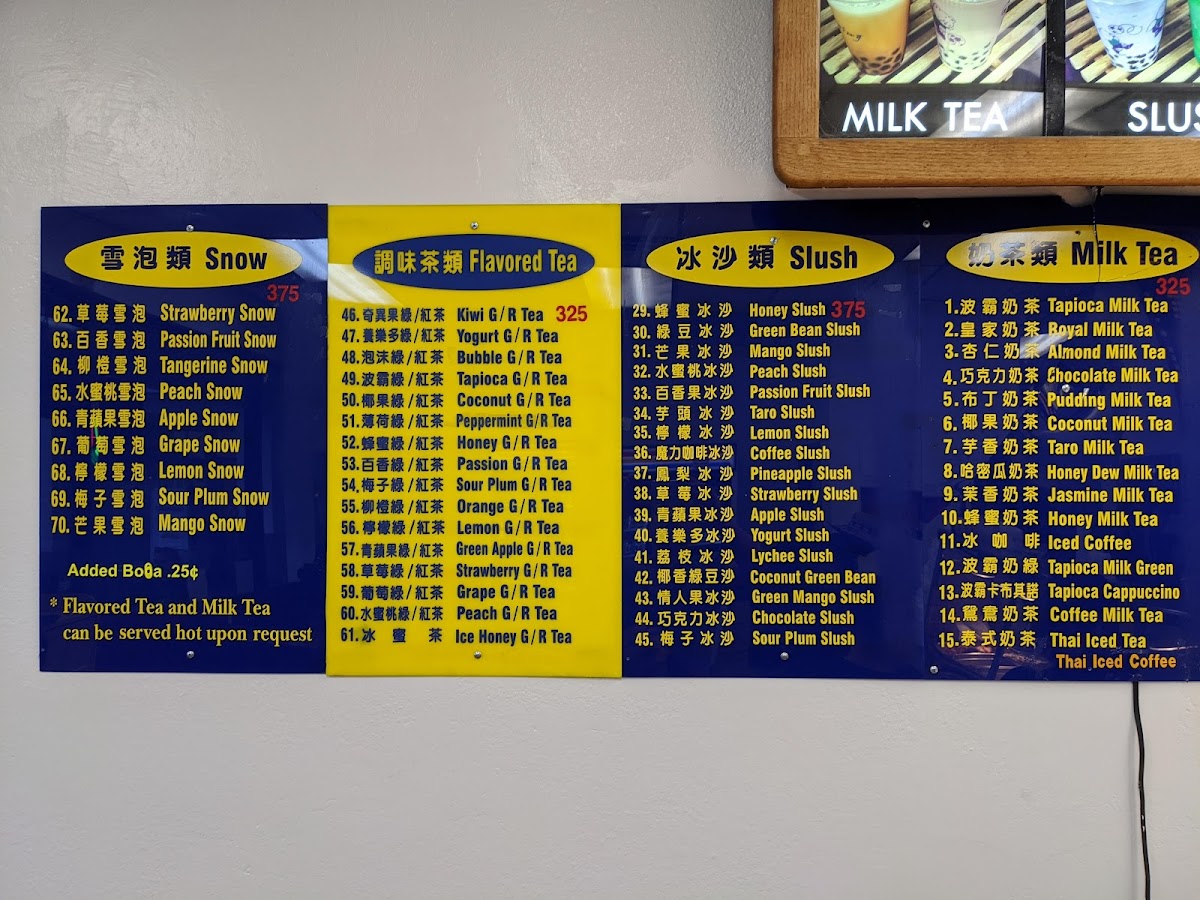 MILK TEA
SLUS
雪泡類 Snow
375
62.草莓雪泡 Strawberry Snow
63.百香雪泡 Passion Fruit Snow
64.柳橙雪泡 Tangerine Snow
65.水蜜桃雪泡 Peach Snow
66.青蘋果雪泡 Apple Snow
67.葡萄雪泡 Grape Snow
68.檸檬雪泡 Lemon Snow
69.梅子雪泡 Sour Plum Snow
70.芒果雪泡 Mango Snow
Added Boba .25¢
* Flavored Tea and Milk Tea
can be served hot upon request
調味茶類 Flavored Tea
46.奇異果綠/紅茶 Kiwi G/R Tea 325
47.養樂多綠/紅茶 Yogurt G/R Tea
48.泡沫綠/紅茶 Bubble G/R Tea
49.波霸綠/紅茶 Tapioca G/R Tea
50.椰果綠/紅茶 Coconut G/R Tea
51.薄荷綠/紅茶 Peppermint G/R Tea
52.蜂蜜綠/紅茶 Honey G/R Tea
53.百香綠/紅茶 Passion G/R Tea
54.梅子綠/紅茶 Sour Plum G/R Tea
55.柳橙綠/紅茶 Orange G/R Tea
56.檸檬綠/紅茶 Lemon G/R Tea
57.青蘋果綠/紅茶 Green Apple G/R Tea
58.草莓綠/紅茶 Strawberry G/R Tea
59.葡萄綠/紅茶 Grape G/R Tea
60.水蜜桃綠/紅茶 Peach G/R Tea
61.冰蜜茶 Ice Honey G/R Tea
冰沙類 Slush
29.蜂蜜冰沙 Honey Slush 375
30.綠豆冰沙 Green Bean Slush
31.芒果冰沙 Mango Slush
32.水蜜桃冰沙 Peach Slush
33.百香果冰沙 Passion Fruit Slush
34.芋頭冰沙 Taro Slush
35.檸檬冰沙 Lemon Slush
36.魔力咖啡冰沙 Coffee Slush
37.鳳梨冰沙 Pineapple Slush
38.草莓冰沙 Strawberry Slush
39.青蘋果冰沙 Apple Slush
40.養樂多冰沙 Yogurt Slush
41.荔枝冰沙 Lychee Slush
42.椰香綠豆沙 Coconut Green Bean
43.情人果冰沙 Green Mango Slush
44.巧克力冰沙 Chocolate Slush
45.梅子冰沙 Sour Plum Slush
奶茶類 Milk Tea
325
1.波霸奶茶 Tapioca Milk Tea
2.皇家奶茶 Royal Milk Tea
3.杏仁奶茶 Almond Milk Tea
4.巧克力奶茶 Chocolate Milk Tea
5.布丁奶茶 Pudding Milk Tea
6.椰果奶茶 Coconut Milk Tea
7.芋香奶茶 Taro Milk Tea
8.哈密瓜奶茶 Honey Dew Milk Tea
9.茉香奶茶 Jasmine Milk Tea
10.蜂蜜奶茶 Honey Milk Tea
11.冰咖啡 Iced Coffee
12.波霸奶綠 Tapioca Milk Green
13.波霸卡布其諾 Tapioca Cappuccino
14.鴛鴦奶茶 Coffee Milk Tea
15.泰式奶茶 Thai Iced Tea
Thai Iced Coffee